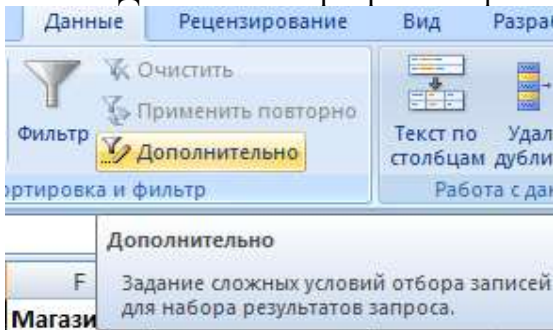 Данные Рецензирование Вид
Фильтр
Очистить
Применить повторно
Дополнительно
Текст по столбцам
и фильтр
Работа с
Дополнительно
Задание сложных условий отбора записей
для набора результатов запроса.
F